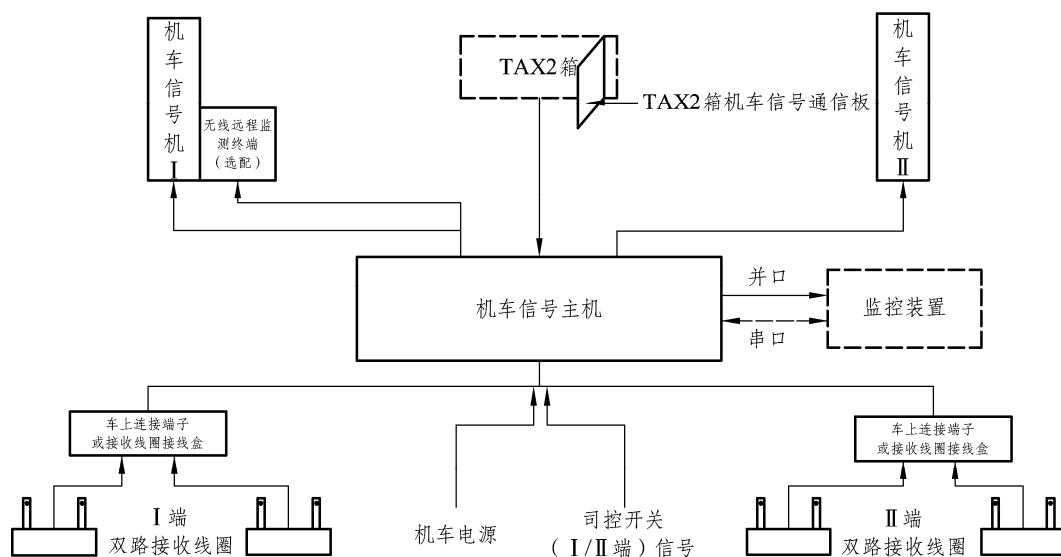 机车信号机Ⅰ
无线远程监
测终端
（选配）
TAX2箱
TAX2箱机车信号通信板
机车信号机Ⅱ
机车信号主机
并口
串口
监控装置
车上连接端子
或接收线圈接线盒
车上连接端子
或接收线圈接线盒
Ⅰ端
双路接收线圈
机车电源
司控开关
（Ⅰ/Ⅱ端）信号
Ⅱ端
双路接收线圈